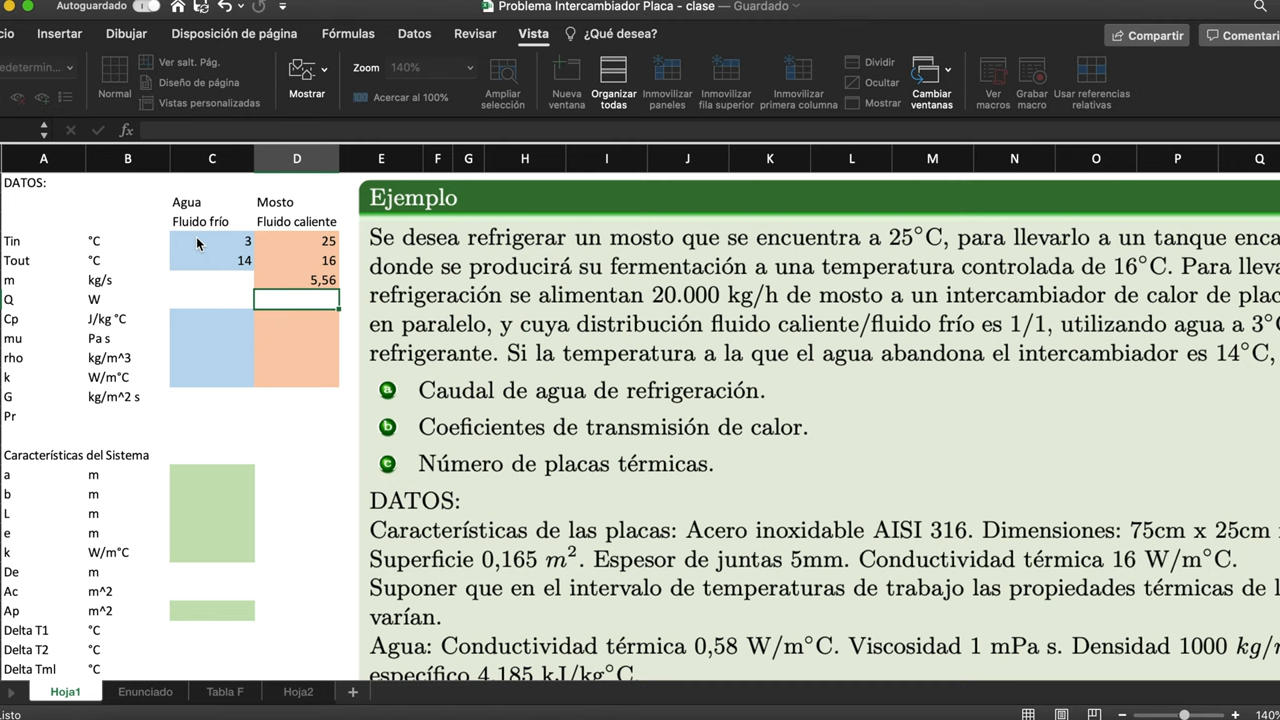 Autoguardado
Problema Intercambiador Placa - clase — Guardado
cio Insertar Dibujar Disposición de página Fórmulas Datos Revisar Vista ¿Qué desea? Compartir Comentari
edetermin...
Normal
Ver salt. Pág.
Diseño de página
Vistas personalizadas
Mostrar
Zoom 140%
Acercar al 100%
Ampliar selección
Nueva ventana
Organizar todas
Inmovilizar paneles
Inmovilizar fila superior
Inmovilizar primera columna
Dividir
Ocultar
Mostrar
Cambiar ventanas
Ver macros
Grabar macro
Usar referencias relativas
fx
A B C D E F G H I J K L M N O P Q
DATOS:
Agua Mosto
Fluido frío Fluido caliente
Tin °C 3 25
Tout °C 14 16
m kg/s 5,56
Q W
Cp J/kg °C
mu Pa s
rho kg/m^3
k W/m°C
G kg/m^2 s
Pr
Características del Sistema
a m
b m
L m
e m
k W/m°C
De m
Ac m^2
Ap m^2
Delta T1 °C
Delta T2 °C
Delta Tml °C
Ejemplo
Se desea refrigerar un mosto que se encuentra a 25°C, para llevarlo a un tanque enca
donde se producirá su fermentación a una temperatura controlada de 16°C. Para lleva
refrigeración se alimentan 20.000 kg/h de mosto a un intercambiador de calor de plac
en paralelo, y cuya distribución fluido caliente/fluido frío es 1/1, utilizando agua a 3°C
refrigerante. Si la temperatura a la que el agua abandona el intercambiador es 14°C,
a Caudal de agua de refrigeración.
b Coeficientes de transmisión de calor.
c Número de placas térmicas.
DATOS:
Características de las placas: Acero inoxidable AISI 316. Dimensiones: 75cm x 25cm
Superficie 0,165 m². Espesor de juntas 5mm. Conductividad térmica 16 W/m°C.
Suponer que en el intervalo de temperaturas de trabajo las propiedades térmicas de l
varían.
Agua: Conductividad térmica 0,58 W/m°C. Viscosidad 1 mPa s. Densidad 1000 kg/
específico 4,185 kJ/kg°C.
Hoja1 Enunciado Tabla F Hoja2 +
Listo
140%